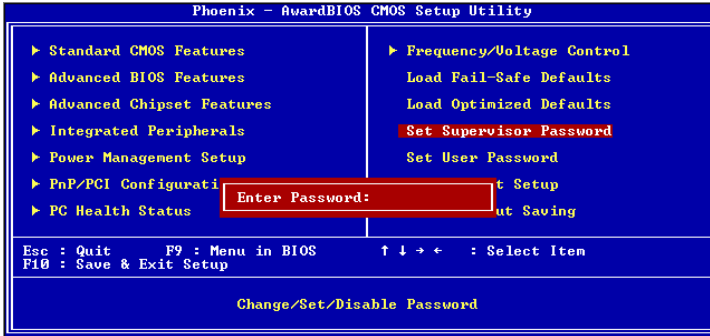 Phoenix - AwardBIOS CMOS Setup Utility
▶ Standard CMOS Features
▶ Advanced BIOS Features
▶ Advanced Chipset Features
▶ Integrated Peripherals
▶ Power Management Setup
▶ PnP/PCI Configurati
▶ PC Health Status
▶ Frequency/Voltage Control
Load Fail-Safe Defaults
Load Optimized Defaults
Set Supervisor Password
Set User Password
t Setup
ut Saving
Enter Password:
Esc : Quit F9 : Menu in BIOS ↑ ↓ → ← : Select Item
F10 : Save & Exit Setup
Change/Set/Disable Password